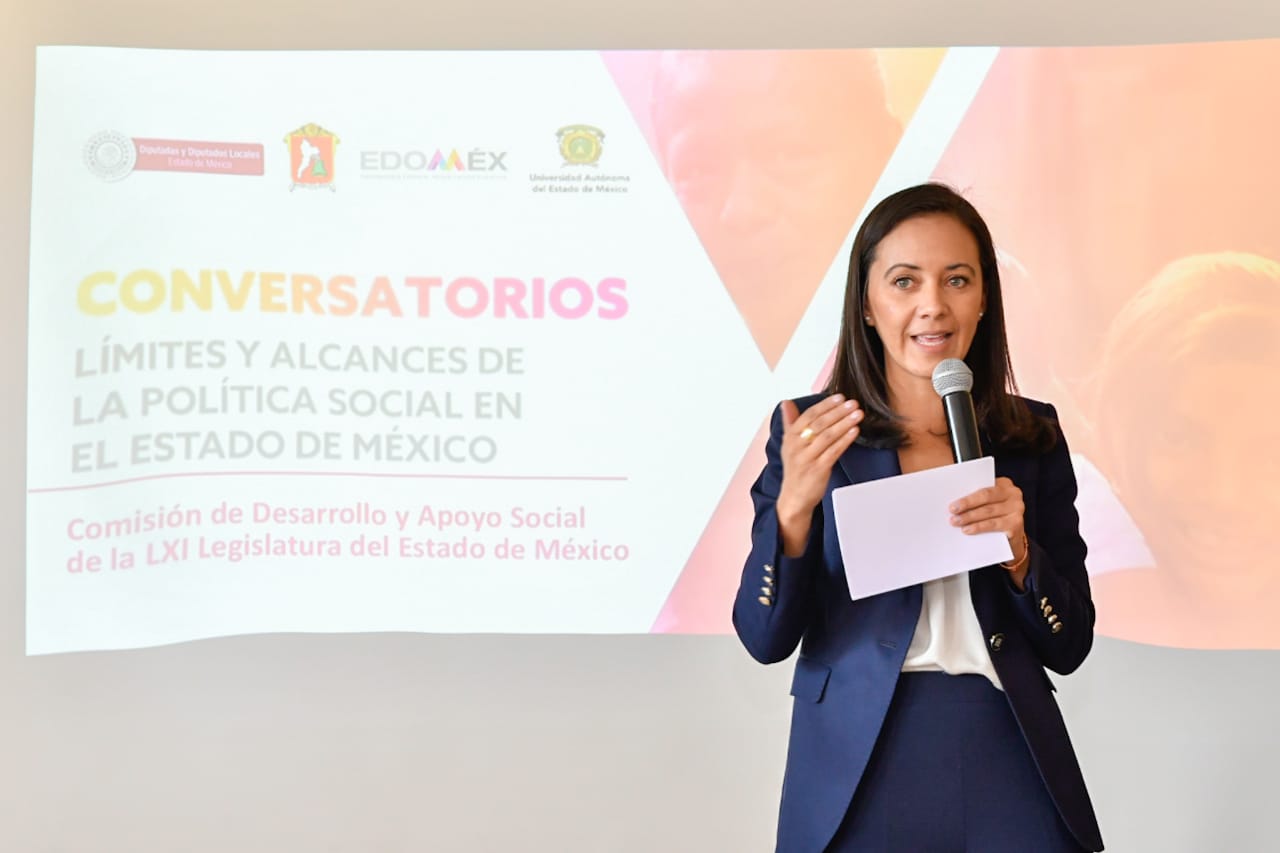 Diputadas y Diputados Locales
Estado de México
EDOMÉX
Universidad Autónoma
del Estado de México
CONVERSATORIOS
LÍMITES Y ALCANCES DE
LA POLÍTICA SOCIAL EN
EL ESTADO DE MÉXICO
Comisión de Desarrollo y Apoyo Social
de la LXI Legislatura del Estado de México